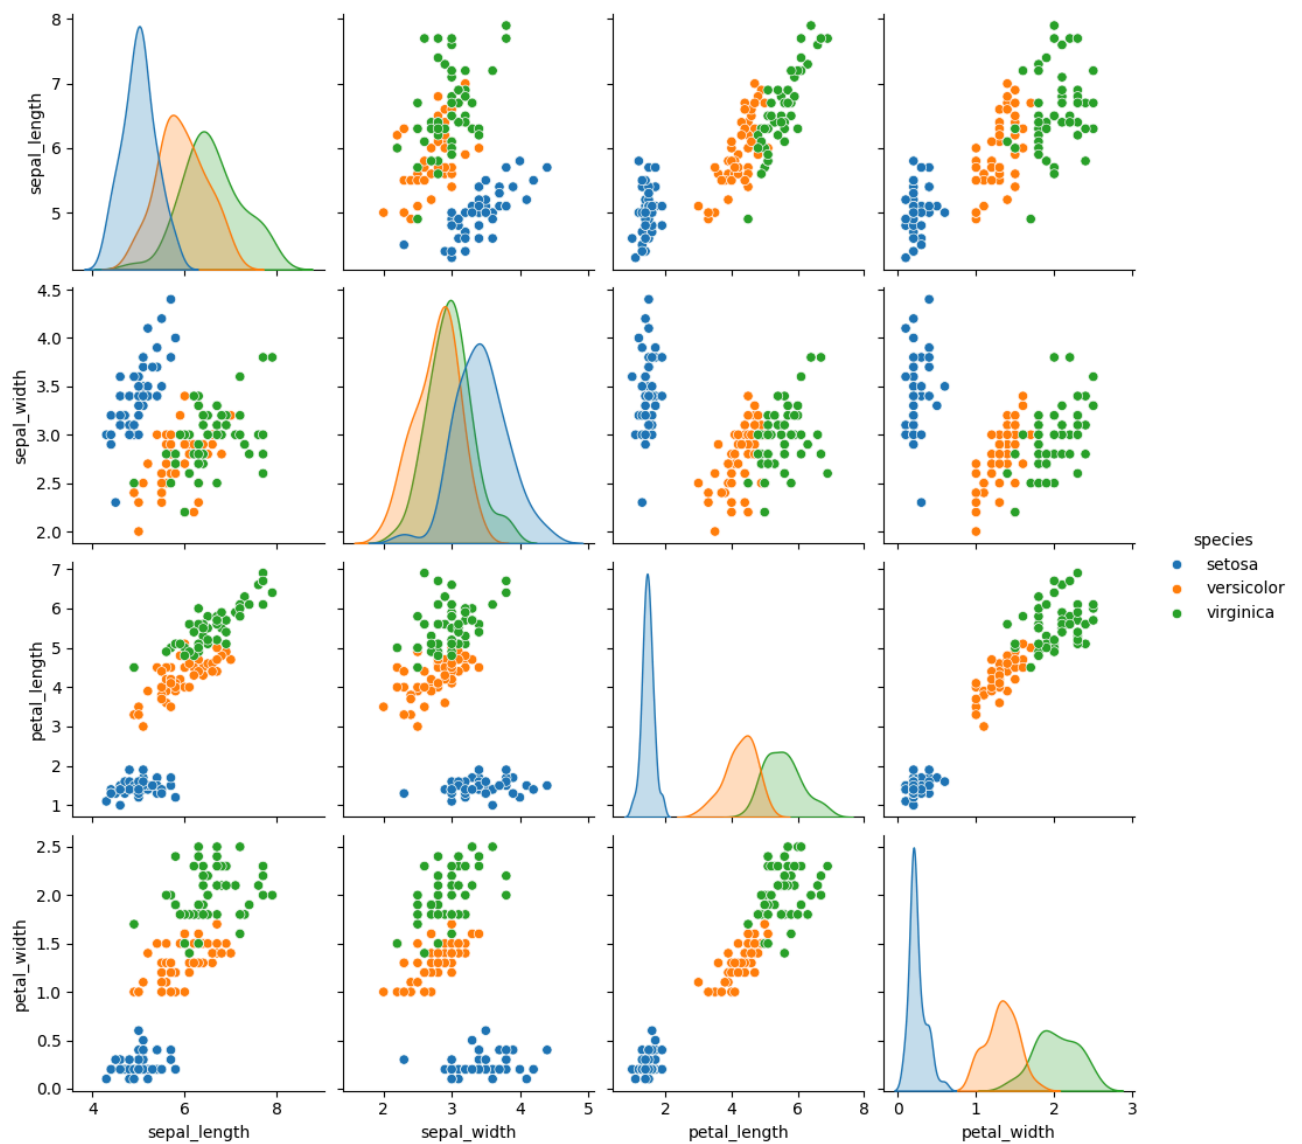 8
7
6
5
sepal_length
4.5
4.0
3.5
3.0
2.5
2.0
sepal_width
species
setosa
versicolor
virginica
7
6
5
4
3
2
1
petal_length
2.5
2.0
1.5
1.0
0.5
0.0
petal_width
4 6 8
sepal_length
2 3 4 5
sepal_width
2 4 6 8
petal_length
0 1 2 3
petal_width